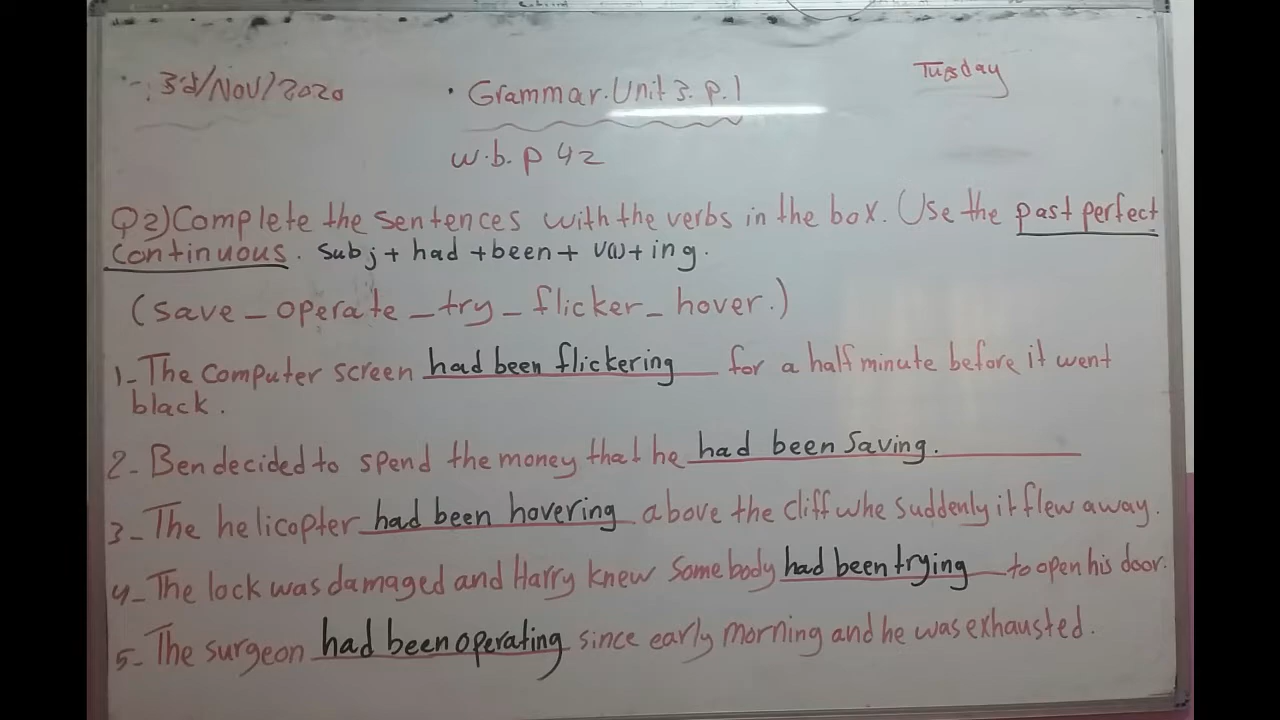 3rd/Nov/2020
Grammar. Unit 3. p. 1
Tuesday
w.b. p 42
Q2) Complete the sentences with the verbs in the box. Use the past perfect
continuous. subj + had + been + v(1) + ing.
(save _ operate _ try _ flicker _ hover.)
1- The computer screen had been flickering for a half minute before it went
black.
2- Ben decided to spend the money that he had been saving.
3- The helicopter had been hovering above the cliff whe suddenly it flew away.
4- The lock was damaged and Harry knew somebody had been trying to open his door.
5- The surgeon had been operating since early morning and he was exhausted.